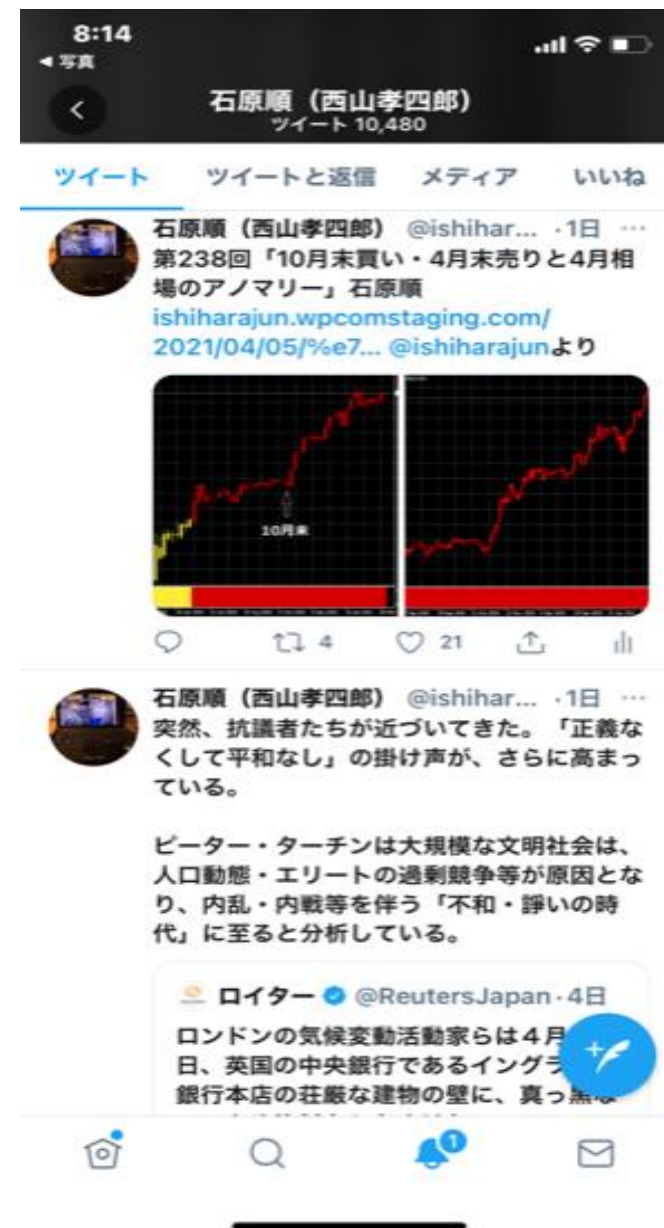 8:14
◀写真
石原順（西山孝四郎）
ツイート 10,480
ツイート ツイートと返信 メディア いいね
石原順（西山孝四郎） @ishihar... ·1日 ···
第238回「10月末買い・4月末売りと4月相
場のアノマリー」石原順
ishiharajun.wpcomstaging.com/
2021/04/05/%e7... @ishiharajunより
10月末
4 21
石原順（西山孝四郎） @ishihar... ·1日 ···
突然、抗議者たちが近づいてきた。「正義な
くして平和なし」の掛け声が、さらに高まっ
ている。
ピーター・ターチンは大規模な文明社会は、
人口動態・エリートの過剰競争等が原因とな
り、内乱・内戦等を伴う「不和・諍いの時
代」に至ると分析している。
ロイター @ReutersJapan·4日
ロンドンの気候変動活動家らは４月
日、英国の中央銀行であるイングラ
銀行本店の荘厳な建物の壁に、真っ黒な
1